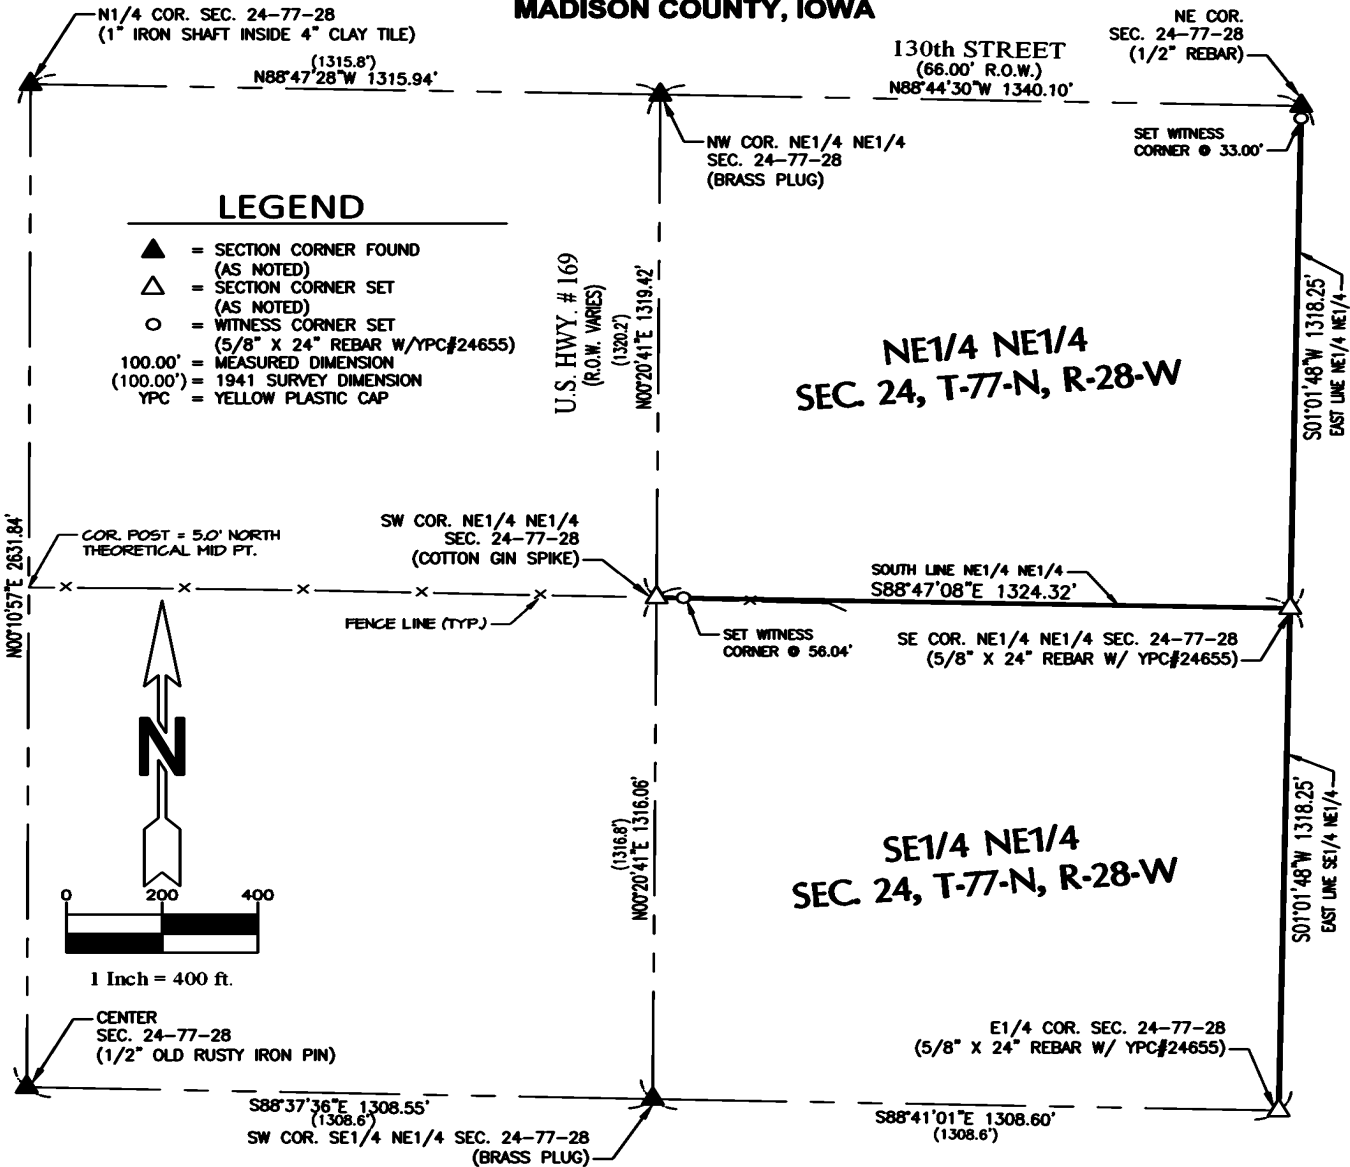 MADISON COUNTY, IOWA
N1/4 COR. SEC. 24-77-28
(1" IRON SHAFT INSIDE 4" CLAY TILE)
(1315.8')
N88°47'28"W 1315.94'
130th STREET
(66.00' R.O.W.)
N88°44'30"W 1340.10'
NE COR.
SEC. 24-77-28
(1/2" REBAR)
NW COR. NE1/4 NE1/4
SEC. 24-77-28
(BRASS PLUG)
SET WITNESS
CORNER @ 33.00'
LEGEND
= SECTION CORNER FOUND
(AS NOTED)
= SECTION CORNER SET
(AS NOTED)
= WITNESS CORNER SET
(5/8" X 24" REBAR W/YPC#24655)
100.00' = MEASURED DIMENSION
(100.00') = 1941 SURVEY DIMENSION
YPC = YELLOW PLASTIC CAP
U.S. HWY. # 169
(R.O.W. VARIES)
(1320.2')
N00°20'41"E 1319.42'
NE1/4 NE1/4
SEC. 24, T-77-N, R-28-W
S01°01'48"W 1318.25'
EAST LINE NE1/4 NE1/4
N00°10'57"E 2631.84'
COR. POST = 5.0' NORTH
THEORETICAL MID PT.
SW COR. NE1/4 NE1/4
SEC. 24-77-28
(COTTON GIN SPIKE)
FENCE LINE (TYP.)
SOUTH LINE NE1/4 NE1/4
S88°47'08"E 1324.32'
SET WITNESS
CORNER @ 56.04'
SE COR. NE1/4 NE1/4 SEC. 24-77-28
(5/8" X 24" REBAR W/ YPC#24655)
N
0 200 400
1 Inch = 400 ft.
(1316.8')
N00°20'41"E 1316.06'
SE1/4 NE1/4
SEC. 24, T-77-N, R-28-W
S01°01'48"W 1318.25'
EAST LINE SE1/4 NE1/4
CENTER
SEC. 24-77-28
(1/2" OLD RUSTY IRON PIN)
E1/4 COR. SEC. 24-77-28
(5/8" X 24" REBAR W/ YPC#24655)
S88°37'36"E 1308.55'
(1308.6')
SW COR. SE1/4 NE1/4 SEC. 24-77-28
(BRASS PLUG)
S88°41'01"E 1308.60'
(1308.6')